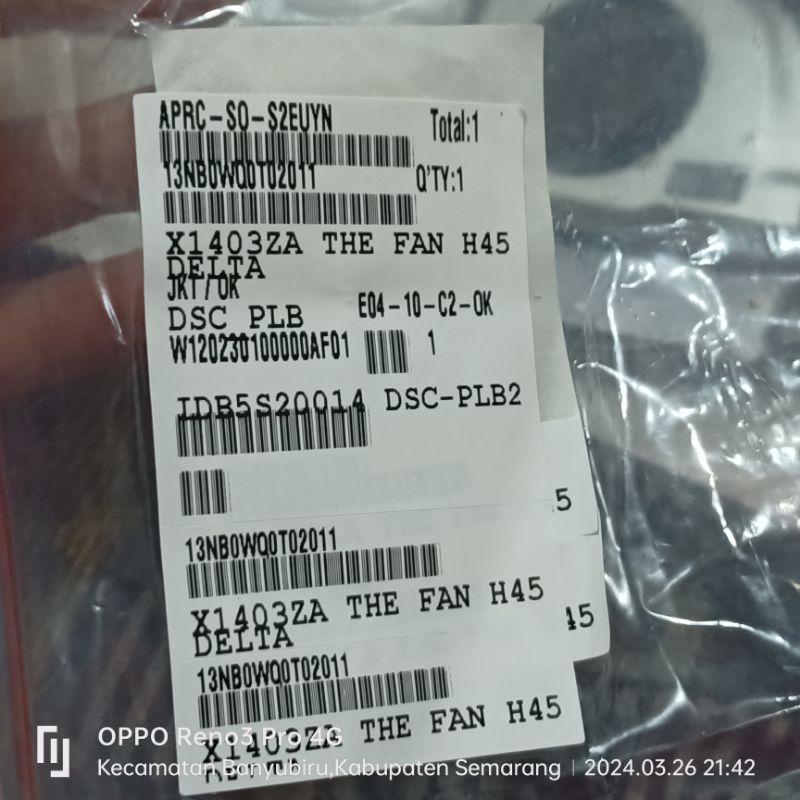 APRC-SO-S2EUYN Total:1
13NB0WQ0T02011 Q'TY:1
X1403ZA THE FAN H45
DELTA
JKT/OK
DSC PLB E04-10-C2-OK
W120230100000AF01 1
IDB5S20014 DSC-PLB2
5
13NB0WQ0T02011
X1403ZA THE FAN H45
DELTA
45
13NB0WQ0T02011
X1403ZA THE FAN H45
OPPO Reno3 Pro 4G
Kecamatan Banyubiru,Kabupaten Semarang | 2024.03.26 21:42